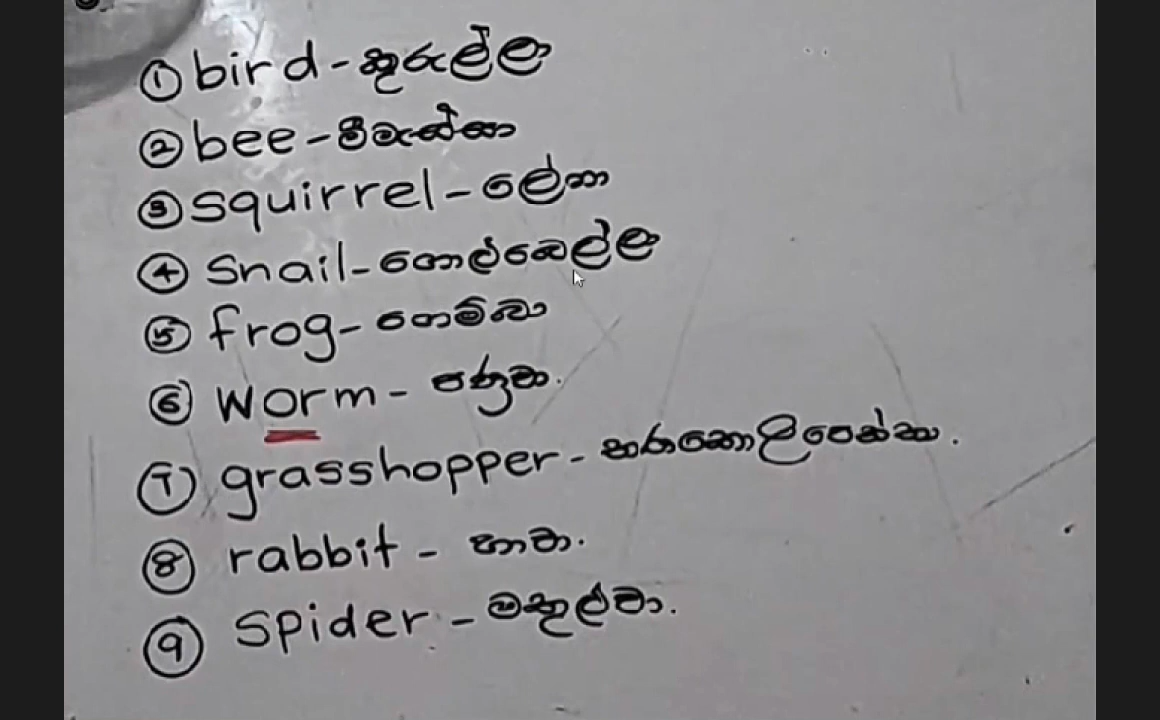 ① bird - කුරුල්ලා
② bee - මීමැස්සා
③ squirrel - ලේනා
④ snail - ගොළුබෙල්ලා
⑤ frog - ගෙම්බා
⑥ worm - පණුවා.
⑦ grasshopper - තණකොළපෙත්තා.
⑧ rabbit - හාවා.
⑨ spider - මකුළුවා.